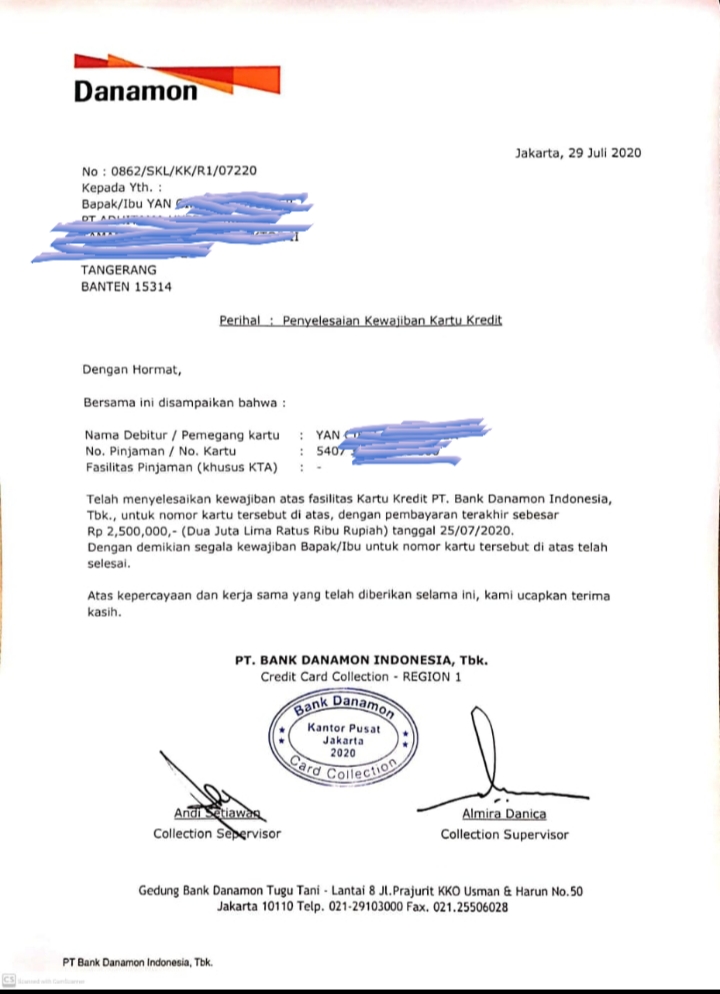 Danamon
Jakarta, 29 Juli 2020
No : 0862/SKL/KK/R1/07220
Kepada Yth. :
Bapak/Ibu YAN
PT
TANGERANG
BANTEN 15314
Perihal : Penyelesaian Kewajiban Kartu Kredit
Dengan Hormat,
Bersama ini disampaikan bahwa :
Nama Debitur / Pemegang kartu : YAN
No. Pinjaman / No. Kartu : 5407
Fasilitas Pinjaman (khusus KTA) : -
Telah menyelesaikan kewajiban atas fasilitas Kartu Kredit PT. Bank Danamon Indonesia,
Tbk., untuk nomor kartu tersebut di atas, dengan pembayaran terakhir sebesar
Rp 2,500,000,- (Dua Juta Lima Ratus Ribu Rupiah) tanggal 25/07/2020.
Dengan demikian segala kewajiban Bapak/Ibu untuk nomor kartu tersebut di atas telah
selesai.
Atas kepercayaan dan kerja sama yang telah diberikan selama ini, kami ucapkan terima
kasih.
PT. BANK DANAMON INDONESIA, Tbk.
Credit Card Collection - REGION 1
Bank Danamon
Kantor Pusat
Jakarta
2020
Card Collection
Andi Setiawan
Collection Sepervisor
Almira Danica
Collection Supervisor
Gedung Bank Danamon Tugu Tani - Lantai 8 Jl.Prajurit KKO Usman & Harun No.50
Jakarta 10110 Telp. 021-29103000 Fax. 021.25506028
PT Bank Danamon Indonesia, Tbk.
CS Scanned with CamScanner